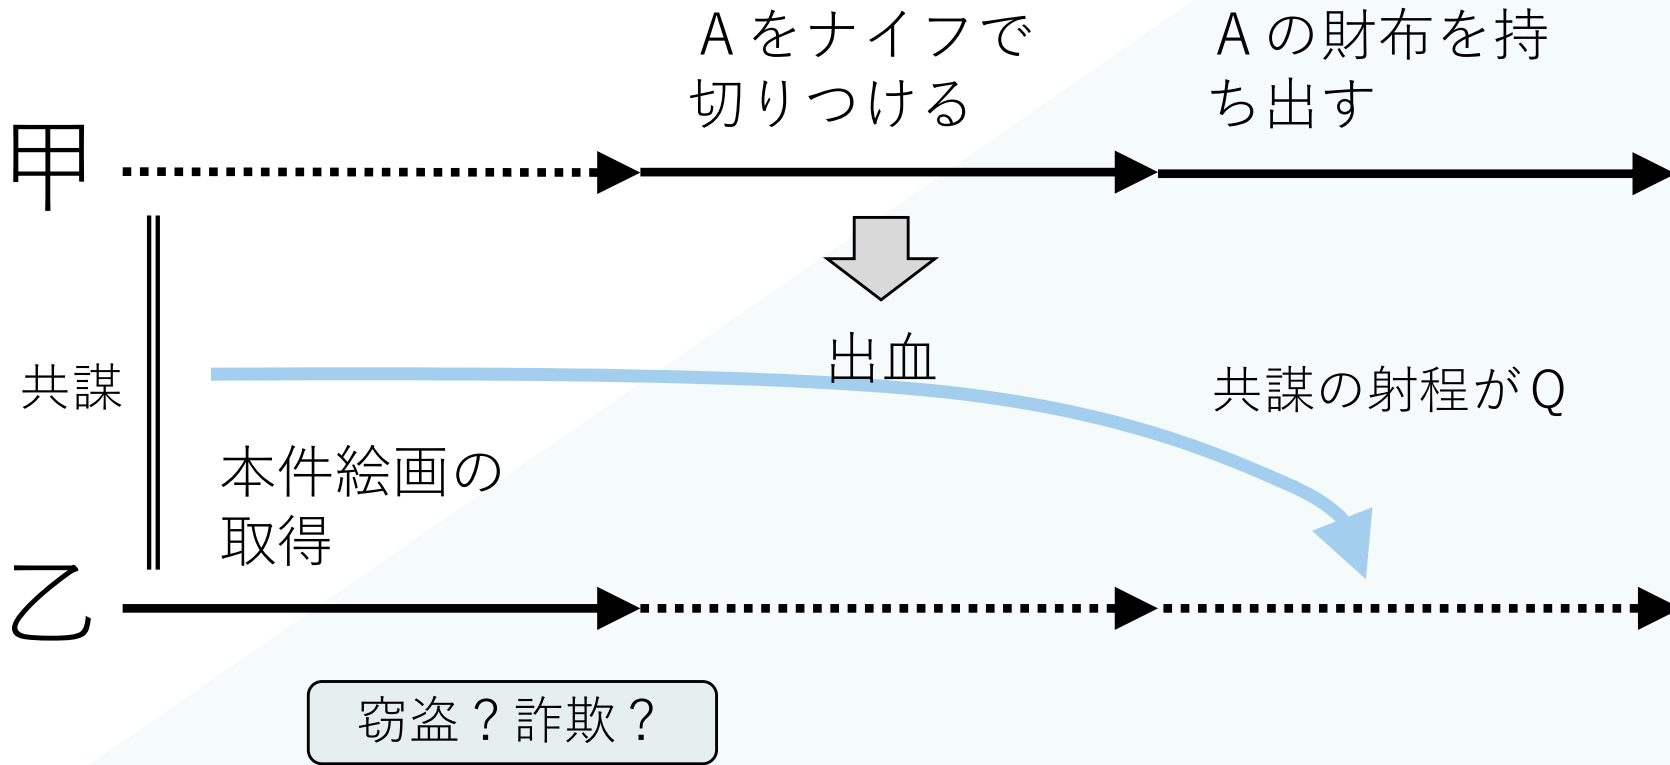 Aをナイフで
切りつける
Aの財布を持
ち出す
甲
出血
共謀
共謀の射程がQ
本件絵画の
取得
乙
窃盗？詐欺？